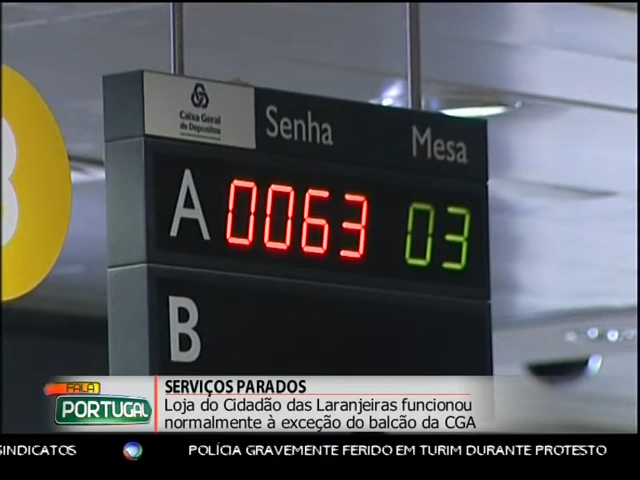 Caixa Geral
de Depositos
Senha
Mesa
A 0063 03
B
FALA
PORTUGAL
SERVIÇOS PARADOS
Loja do Cidadão das Laranjeiras funcionou
normalmente à exceção do balcão da CGA
SINDICATOS
POLÍCIA GRAVEMENTE FERIDO EM TURIM DURANTE PROTESTO